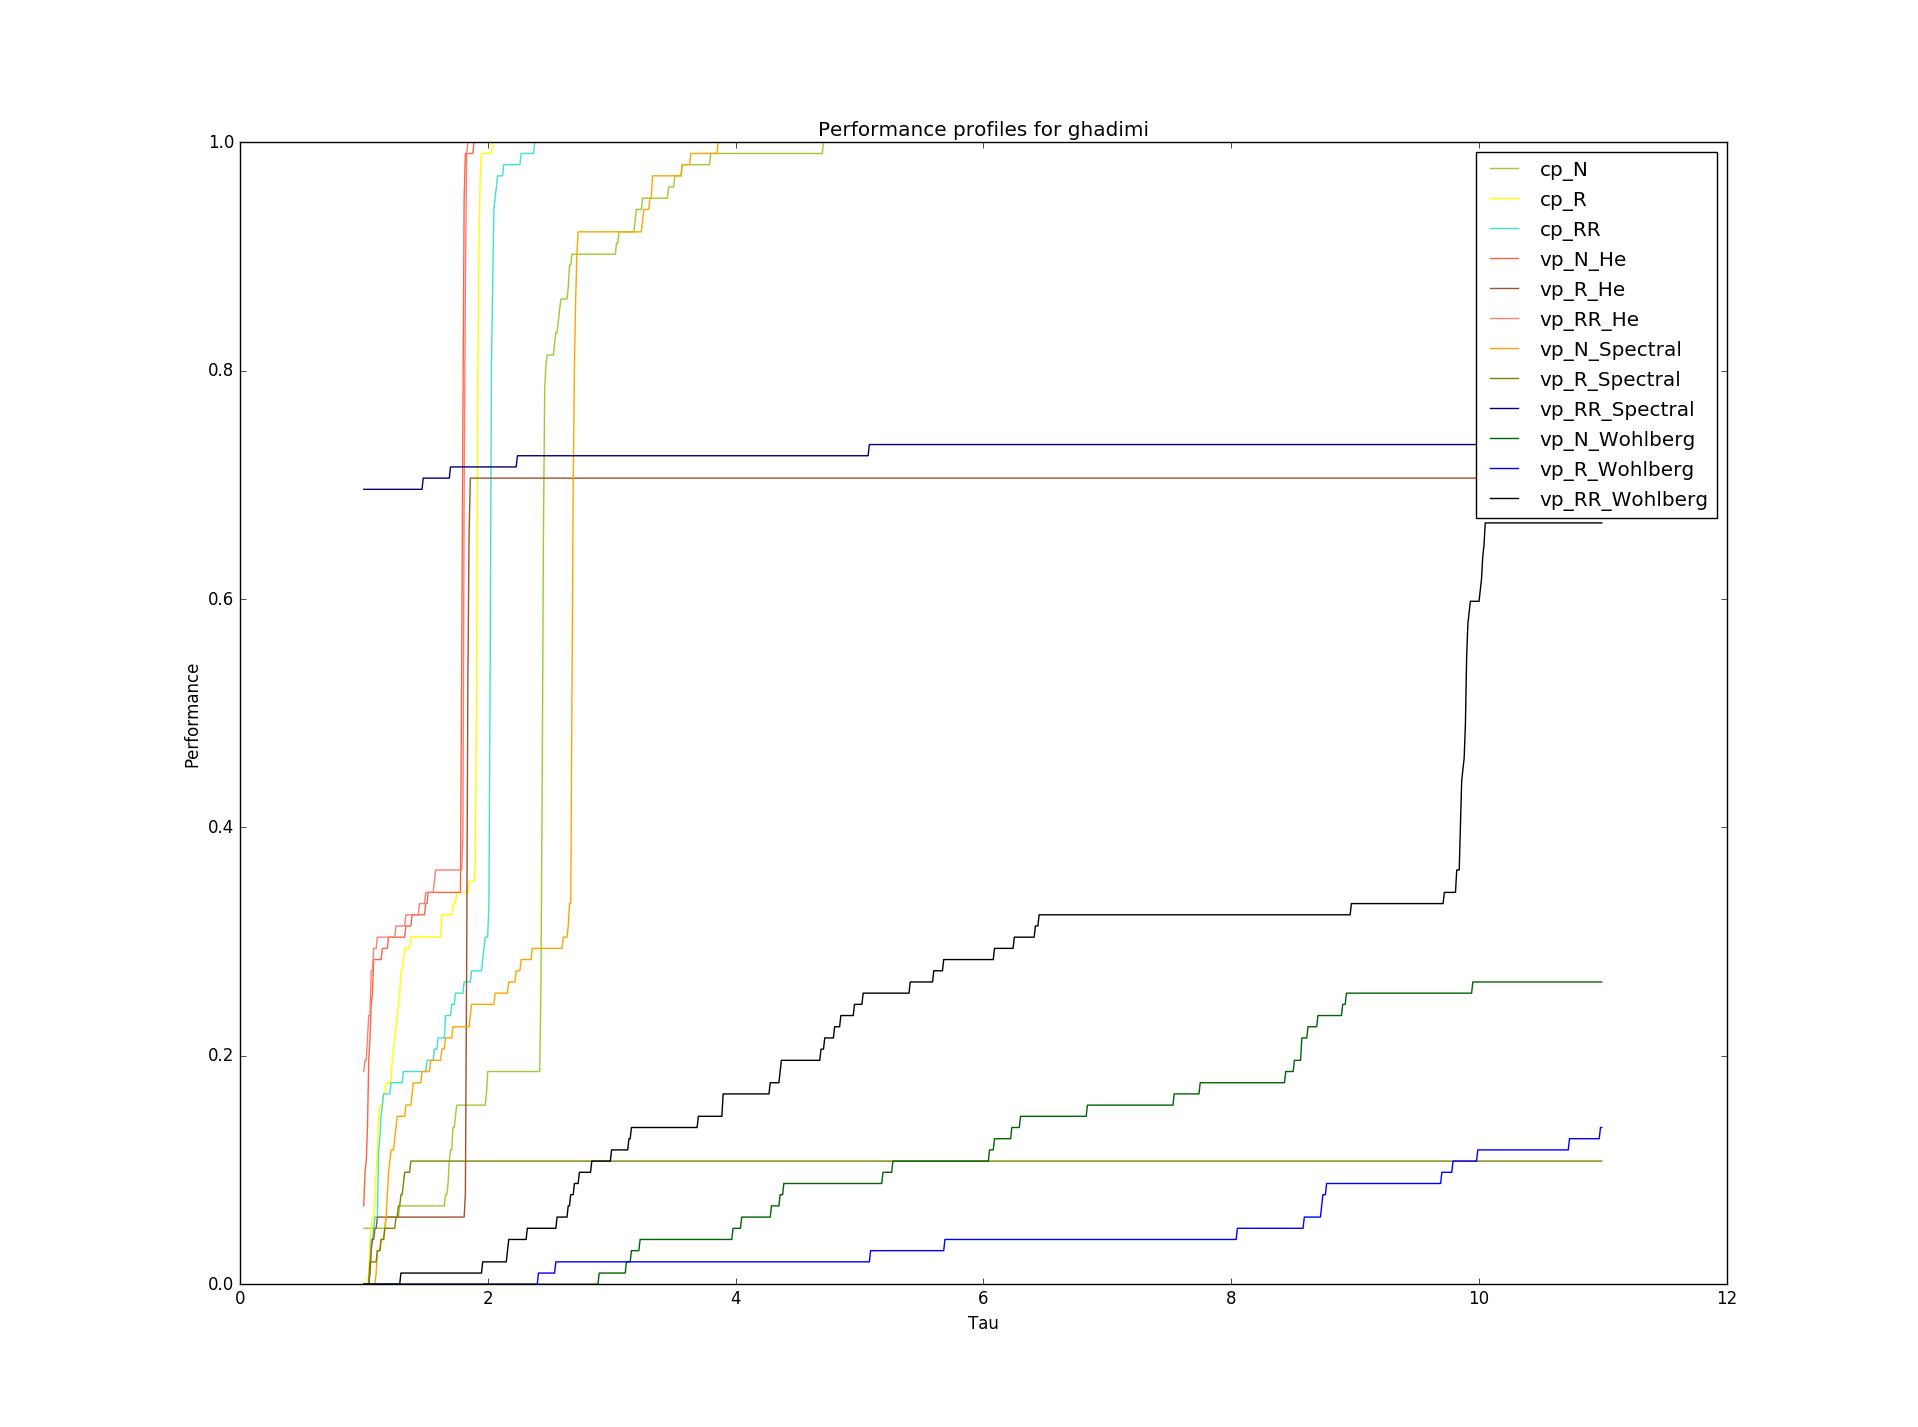 Performance profiles for ghadimi
1.0
0.8
0.6
0.4
0.2
0.0
Performance
cp_N
cp_R
cp_RR
vp_N_He
vp_R_He
vp_RR_He
vp_N_Spectral
vp_R_Spectral
vp_RR_Spectral
vp_N_Wohlberg
vp_R_Wohlberg
vp_RR_Wohlberg
0 2 4 6 8 10 12
Tau